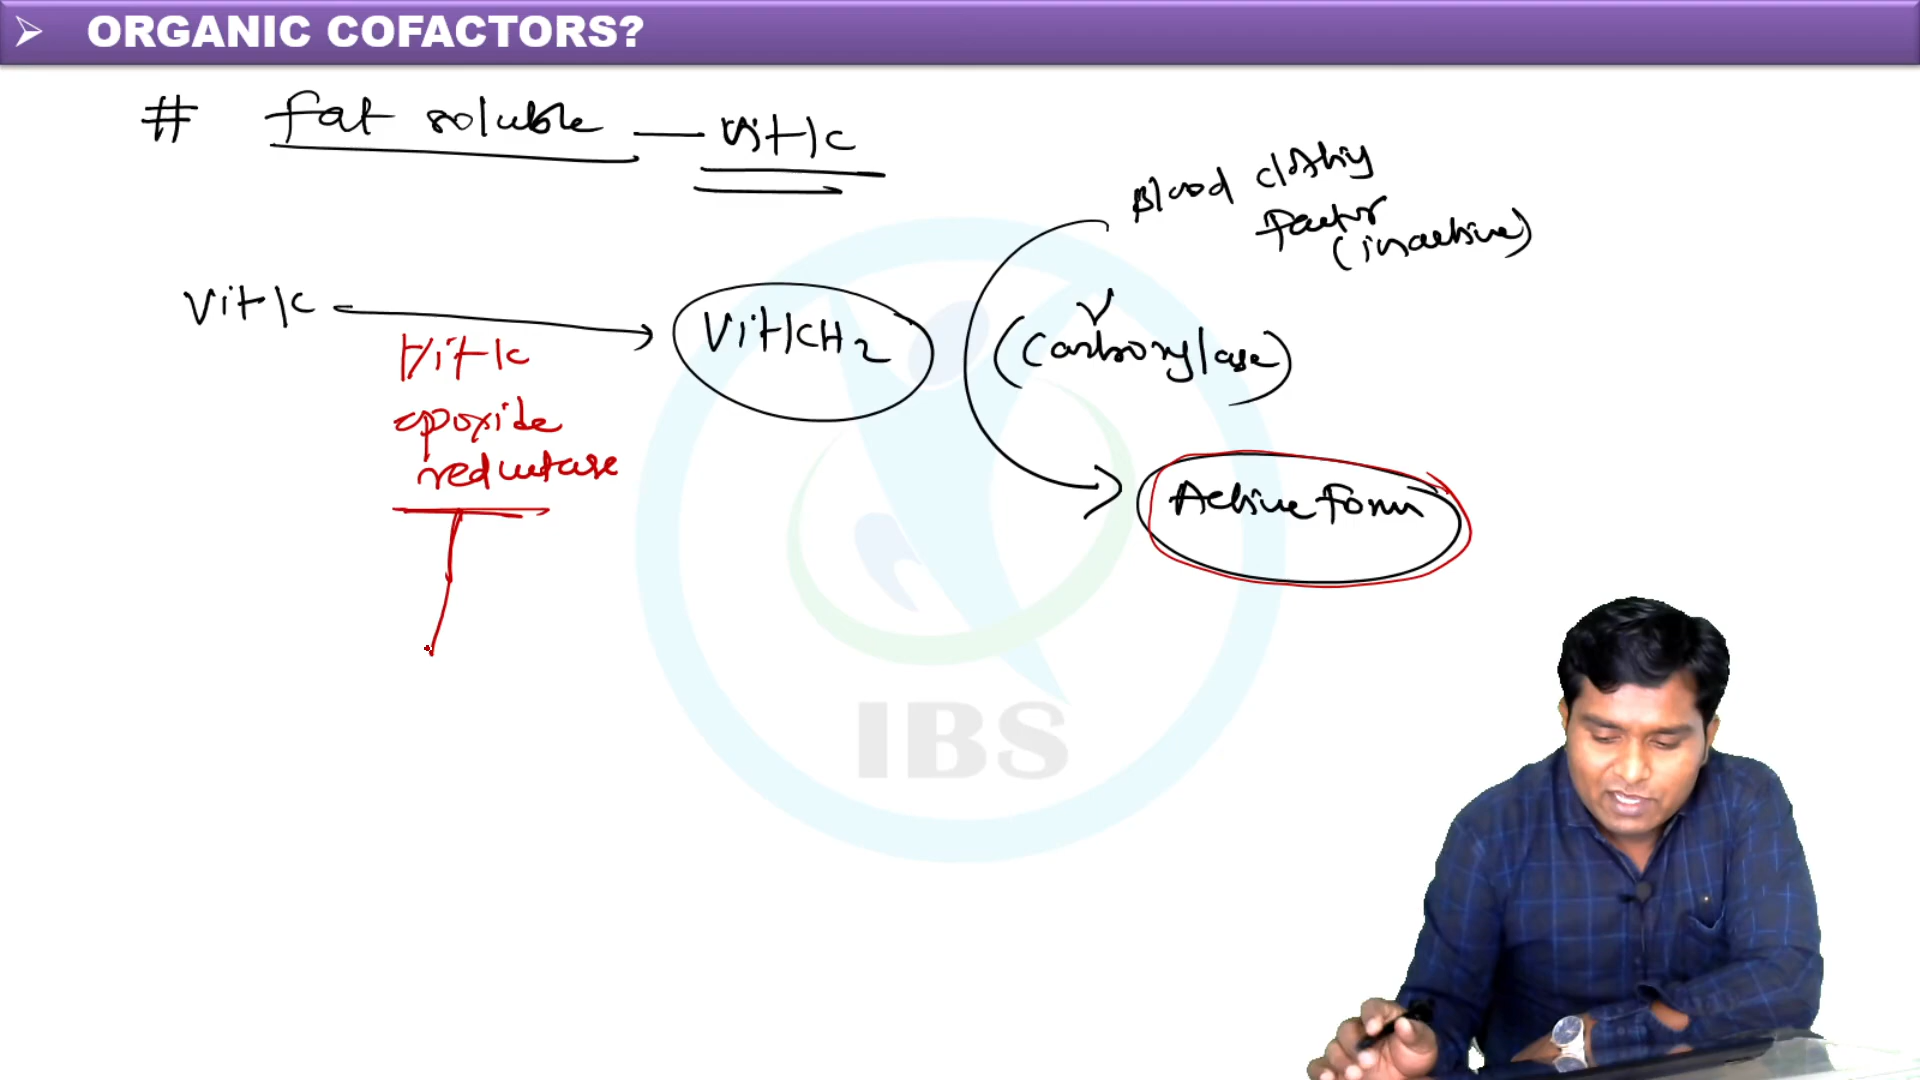 ORGANIC COFACTORS?
# fat soluble — Vit K
Blood clotting
factor
(inactive)
Vit K
Vit KH2
(carboxylase)
Vit K
epoxide
reductase
Active form
IBS